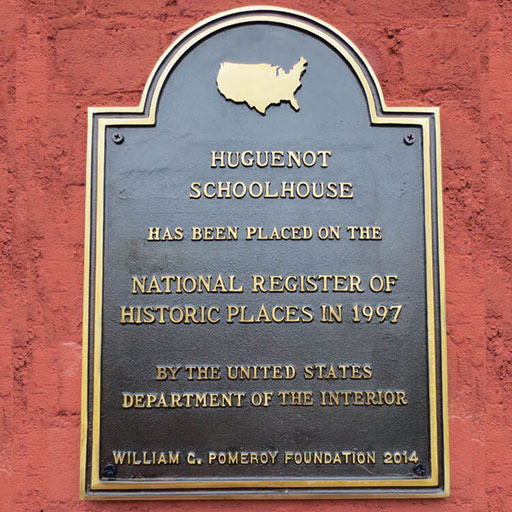 HUGUENOT
SCHOOLHOUSE
HAS BEEN PLACED ON THE
NATIONAL REGISTER OF
HISTORIC PLACES IN 1997
BY THE UNITED STATES
DEPARTMENT OF THE INTERIOR
WILLIAM G. POMEROY FOUNDATION 2014